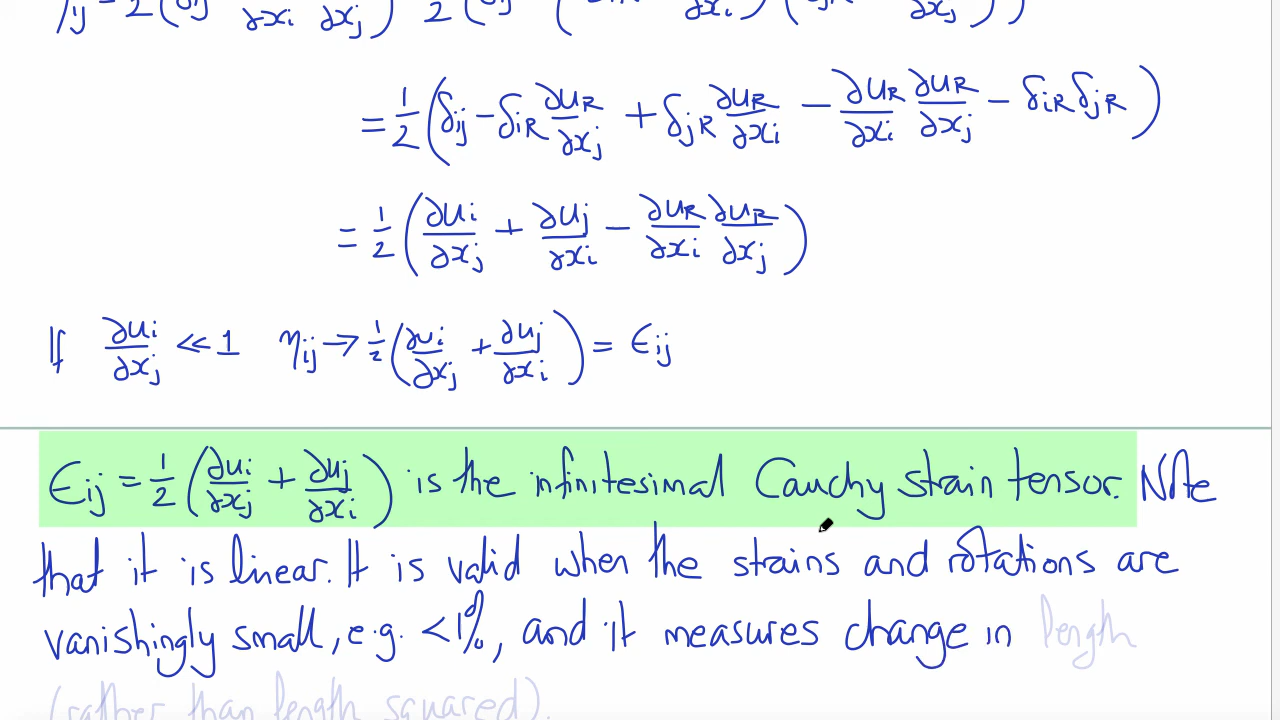 = 1/2 (δij - δiR ∂uR/∂xj + δjR ∂uR/∂xi - ∂uR/∂xi ∂uR/∂xj - δiR δjR)
= 1/2 (∂ui/∂xj + ∂uj/∂xi - ∂uR/∂xi ∂uR/∂xj)
If ∂ui/∂xj << 1 ηij → 1/2 (∂ui/∂xj + ∂uj/∂xi) = εij
εij = 1/2 (∂ui/∂xj + ∂uj/∂xi) is the infinitesimal Cauchy strain tensor. Note
that it is linear. It is valid when the strains and rotations are
vanishingly small, e.g. <1%, and it measures change in length
(rather than length squared).